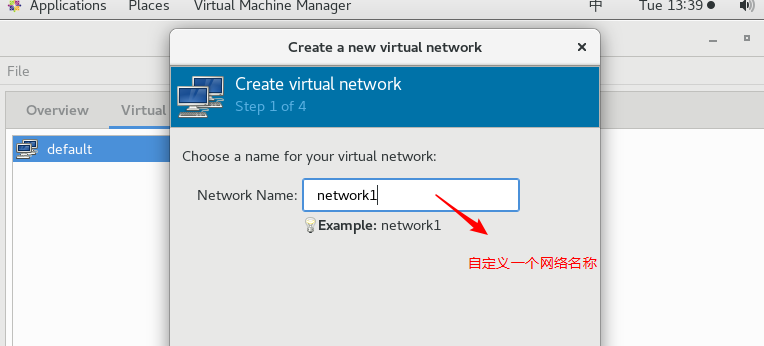 Applications Places Virtual Machine Manager 中 Tue 13:39
Create a new virtual network
File
Create virtual network
Step 1 of 4
Overview Virtual
default
Choose a name for your virtual network:
Network Name: network1
Example: network1
自定义一个网络名称